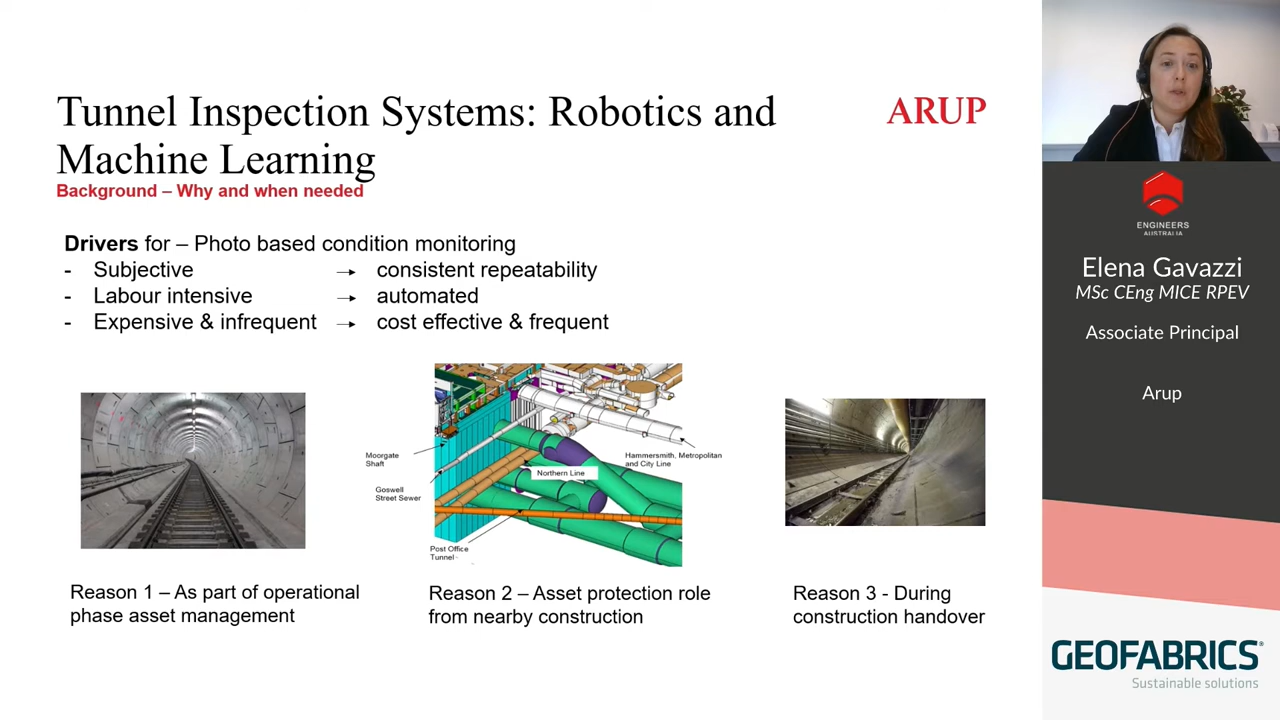 Tunnel Inspection Systems: Robotics and
Machine Learning
ARUP
Background – Why and when needed
Drivers for – Photo based condition monitoring
- Subjective → consistent repeatability
- Labour intensive → automated
- Expensive & infrequent → cost effective & frequent
Moorgate
Shaft
Goswell
Street Sewer
Post Office
Tunnel
Northern Line
Hammersmith, Metropolitan
and City Line
Reason 1 – As part of operational
phase asset management
Reason 2 – Asset protection role
from nearby construction
Reason 3 - During
construction handover
ENGINEERS
AUSTRALIA
Elena Gavazzi
MSc CEng MICE RPEV
Associate Principal
Arup
GEOFABRICS®
Sustainable solutions